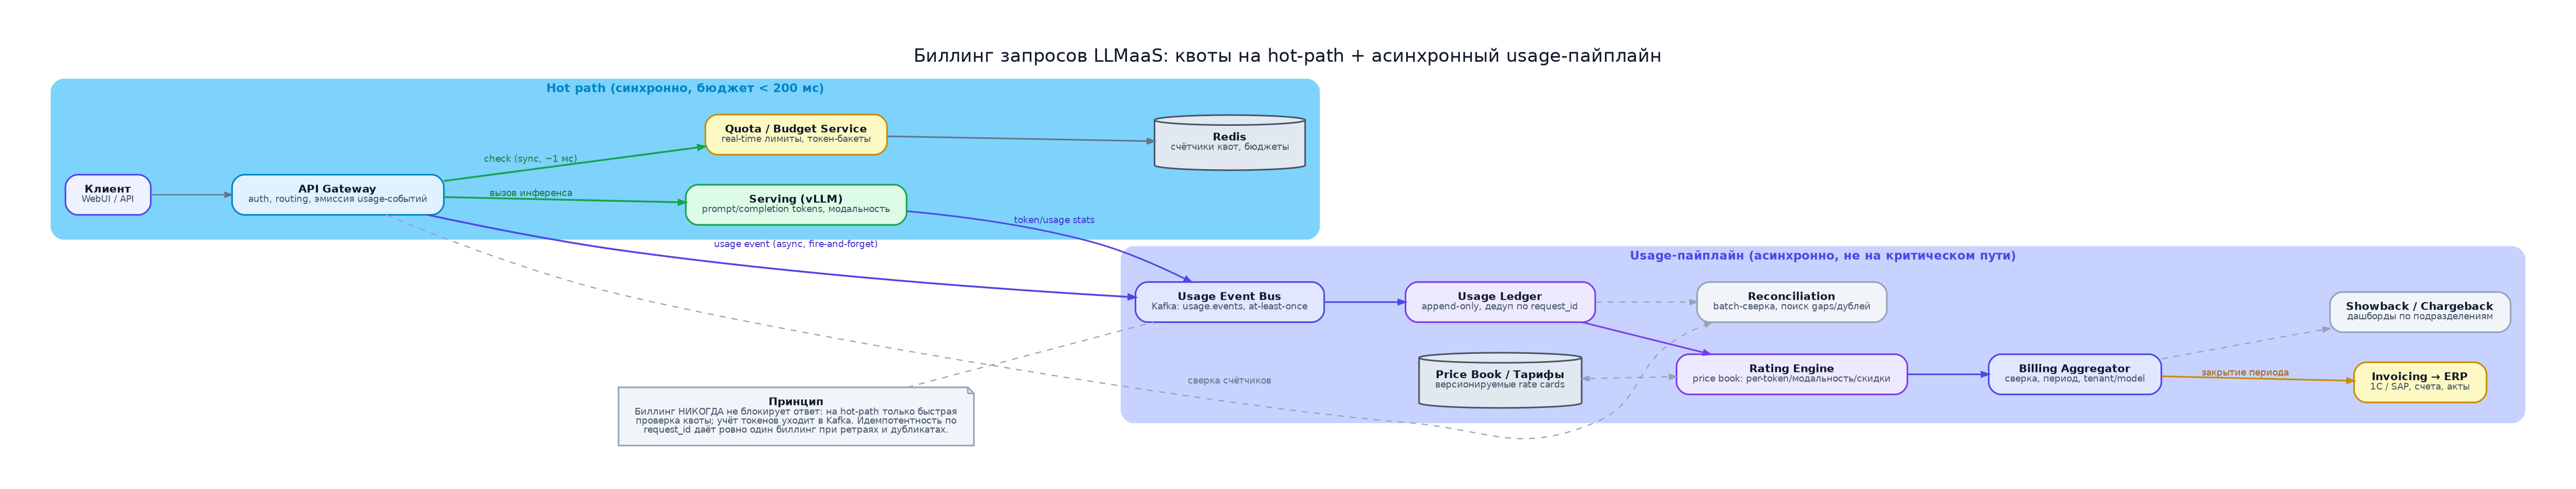 Биллинг запросов LLMaaS: квоты на hot-path + асинхронный usage-пайплайн
Hot path (синхронно, бюджет < 200 мс)
Клиент
WebUI / API
API Gateway
auth, routing, эмиссия usage-событий
check (sync, ~1 мс)
вызов инференса
Quota / Budget Service
real-time лимиты, токен-бакеты
Serving (vLLM)
prompt/completion tokens, модальность
Redis
счётчики квот, бюджеты
token/usage stats
usage event (async, fire-and-forget)
Usage-пайплайн (асинхронно, не на критическом пути)
Usage Event Bus
Kafka: usage.events, at-least-once
Usage Ledger
append-only, дедуп по request_id
Reconciliation
batch-сверка, поиск gaps/дублей
Showback / Chargeback
дашборды по подразделениям
сверка счётчиков
Price Book / Тарифы
версионируемые rate cards
Rating Engine
price book: per-token/модальность/скидки
Billing Aggregator
сверка, период, tenant/model
закрытие периода
Invoicing → ERP
1C / SAP, счета, акты
Принцип
Биллинг НИКОГДА не блокирует ответ: на hot-path только быстрая
проверка квоты; учёт токенов уходит в Kafka. Идемпотентность по
request_id даёт ровно один биллинг при ретраях и дубликатах.